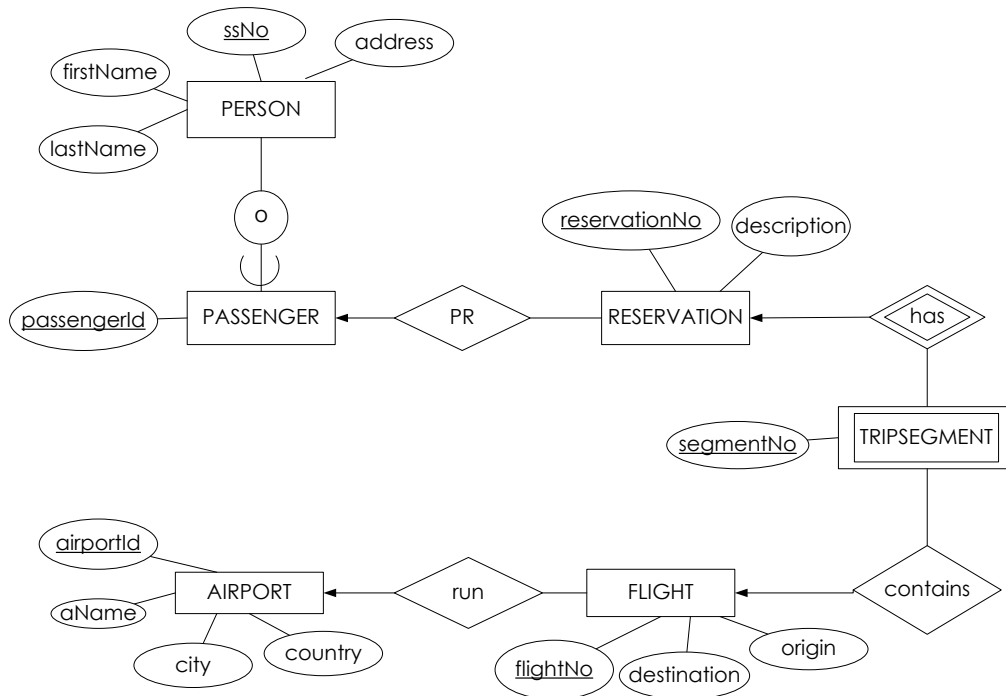 ssNo
address
firstName
PERSON
lastName
o
reservationNo
description
passengerId
PASSENGER
PR
RESERVATION
has
segmentNo
TRIPSEGMENT
airportId
AIRPORT
run
FLIGHT
contains
aName
city
country
flightNo
destination
origin